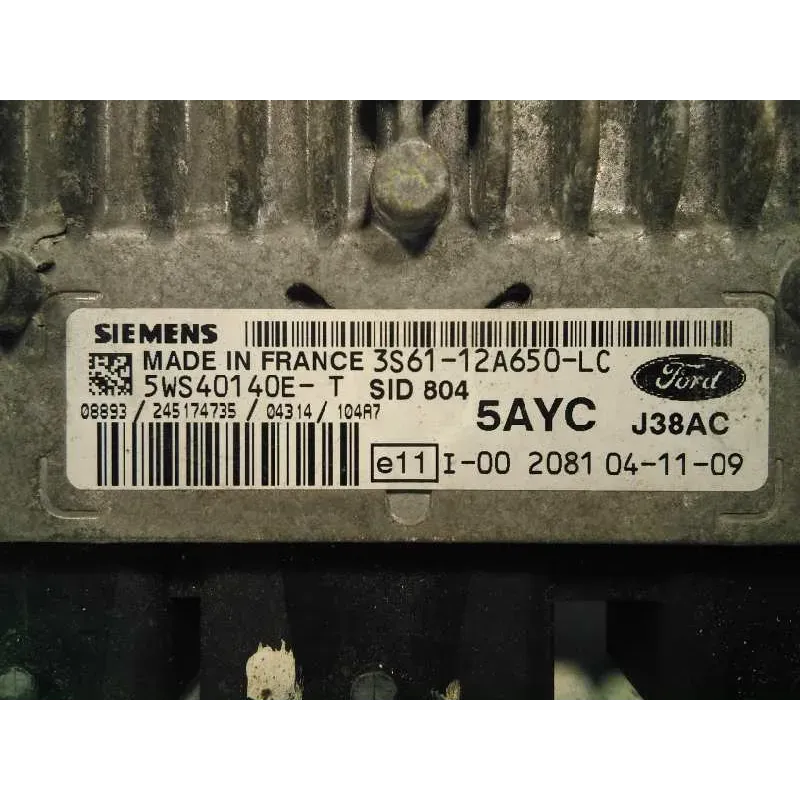 SIEMENS
MADE IN FRANCE 3S61-12A650-LC
5WS40140E- T SID 804
Ford
08893 / 245174735 / 04314 / 104A7
5AYC J38AC
e11 I-00 2081 04-11-09